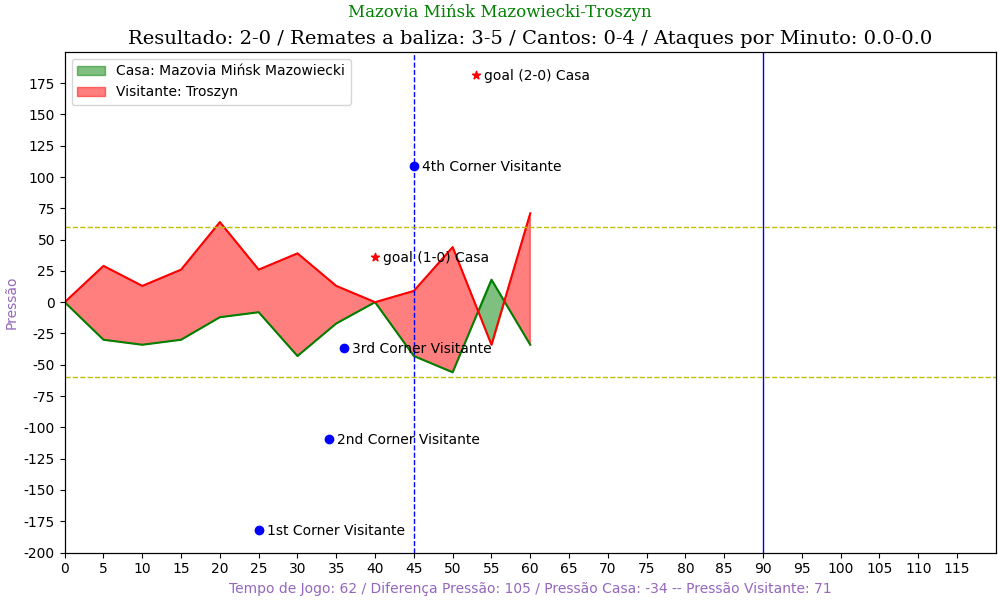 Mazovia Mińsk Mazowiecki-Troszyn
Resultado: 2-0 / Remates a baliza: 3-5 / Cantos: 0-4 / Ataques por Minuto: 0.0-0.0
Casa: Mazovia Mińsk Mazowiecki
Visitante: Troszyn
goal (2-0) Casa
4th Corner Visitante
goal (1-0) Casa
3rd Corner Visitante
2nd Corner Visitante
1st Corner Visitante
Pressão
175
150
125
100
75
50
25
0
-25
-50
-75
-100
-125
-150
-175
-200
0 5 10 15 20 25 30 35 40 45 50 55 60 65 70 75 80 85 90 95 100 105 110 115
Tempo de Jogo: 62 / Diferença Pressão: 105 / Pressão Casa: -34 -- Pressão Visitante: 71